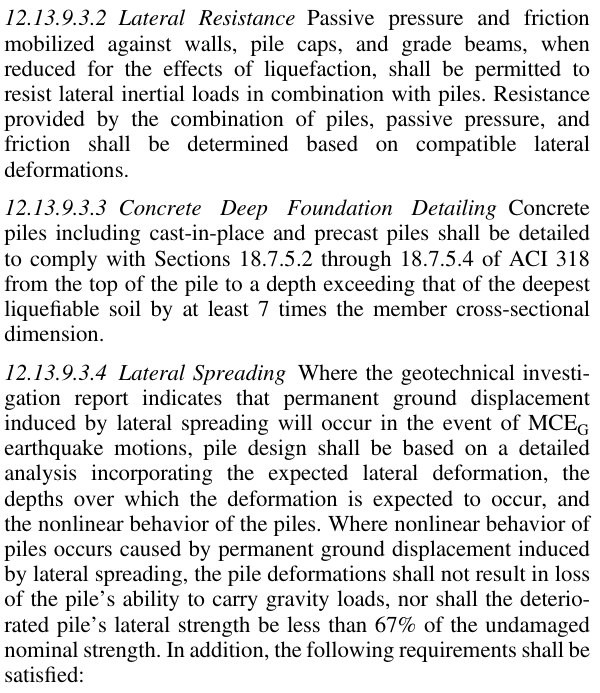 12.13.9.3.2 Lateral Resistance Passive pressure and friction
mobilized against walls, pile caps, and grade beams, when
reduced for the effects of liquefaction, shall be permitted to
resist lateral inertial loads in combination with piles. Resistance
provided by the combination of piles, passive pressure, and
friction shall be determined based on compatible lateral
deformations.
12.13.9.3.3 Concrete Deep Foundation Detailing Concrete
piles including cast-in-place and precast piles shall be detailed
to comply with Sections 18.7.5.2 through 18.7.5.4 of ACI 318
from the top of the pile to a depth exceeding that of the deepest
liquefiable soil by at least 7 times the member cross-sectional
dimension.
12.13.9.3.4 Lateral Spreading Where the geotechnical investi-
gation report indicates that permanent ground displacement
induced by lateral spreading will occur in the event of MCEG
earthquake motions, pile design shall be based on a detailed
analysis incorporating the expected lateral deformation, the
depths over which the deformation is expected to occur, and
the nonlinear behavior of the piles. Where nonlinear behavior of
piles occurs caused by permanent ground displacement induced
by lateral spreading, the pile deformations shall not result in loss
of the pile's ability to carry gravity loads, nor shall the deterio-
rated pile's lateral strength be less than 67% of the undamaged
nominal strength. In addition, the following requirements shall be
satisfied: